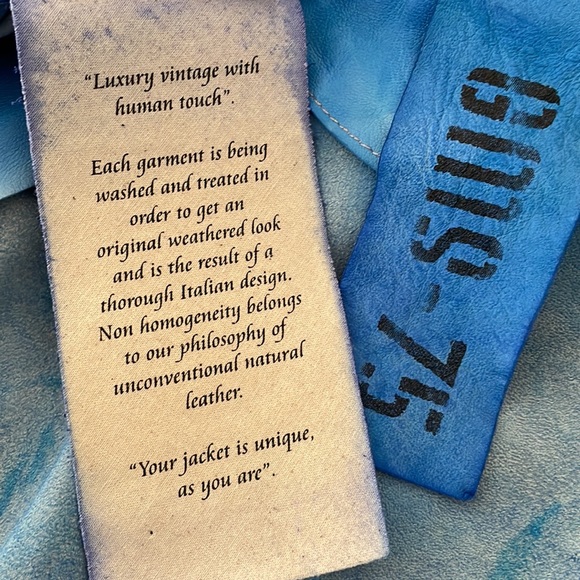 “Luxury vintage with
human touch”.
Each garment is being
washed and treated in
order to get an
original weathered look
and is the result of a
thorough Italian design.
Non homogeneity belongs
to our philosophy of
unconventional natural
leather.
“Your jacket is unique,
as you are”.
GMS-75